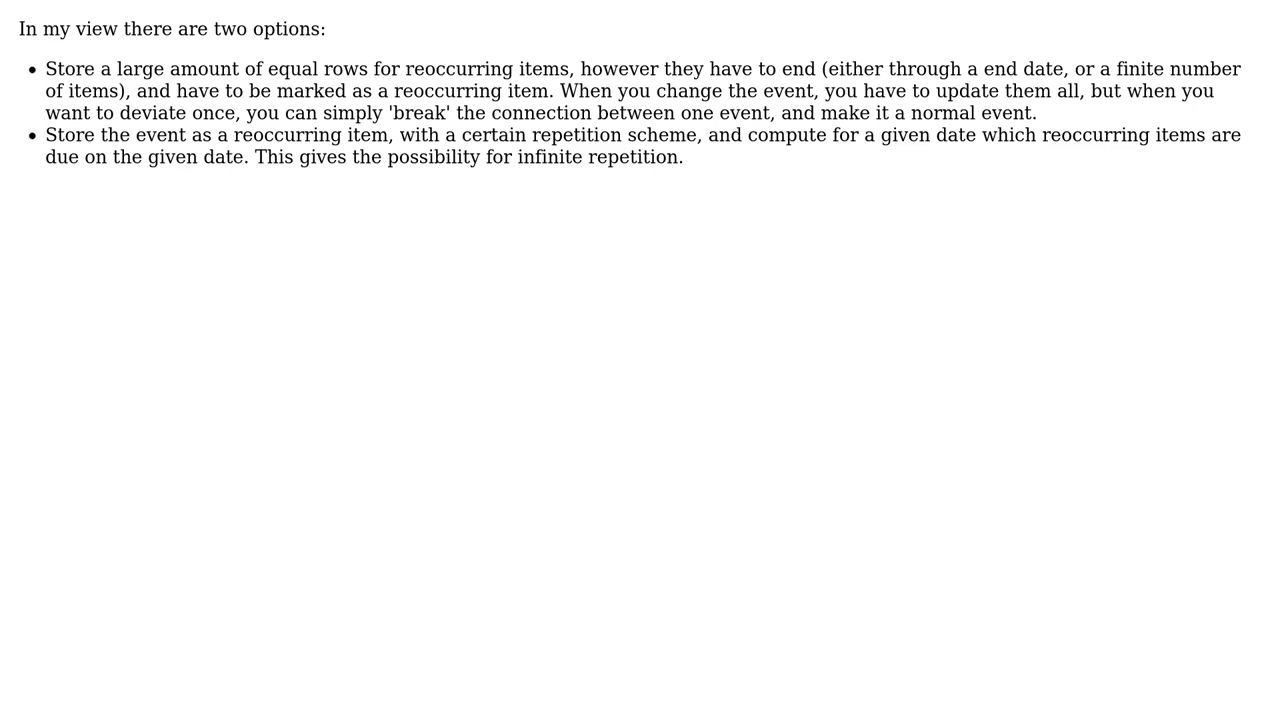 In my view there are two options:
• Store a large amount of equal rows for reoccurring items, however they have to end (either through a end date, or a finite number
of items), and have to be marked as a reoccurring item. When you change the event, you have to update them all, but when you
want to deviate once, you can simply 'break' the connection between one event, and make it a normal event.
• Store the event as a reoccurring item, with a certain repetition scheme, and compute for a given date which reoccurring items are
due on the given date. This gives the possibility for infinite repetition.